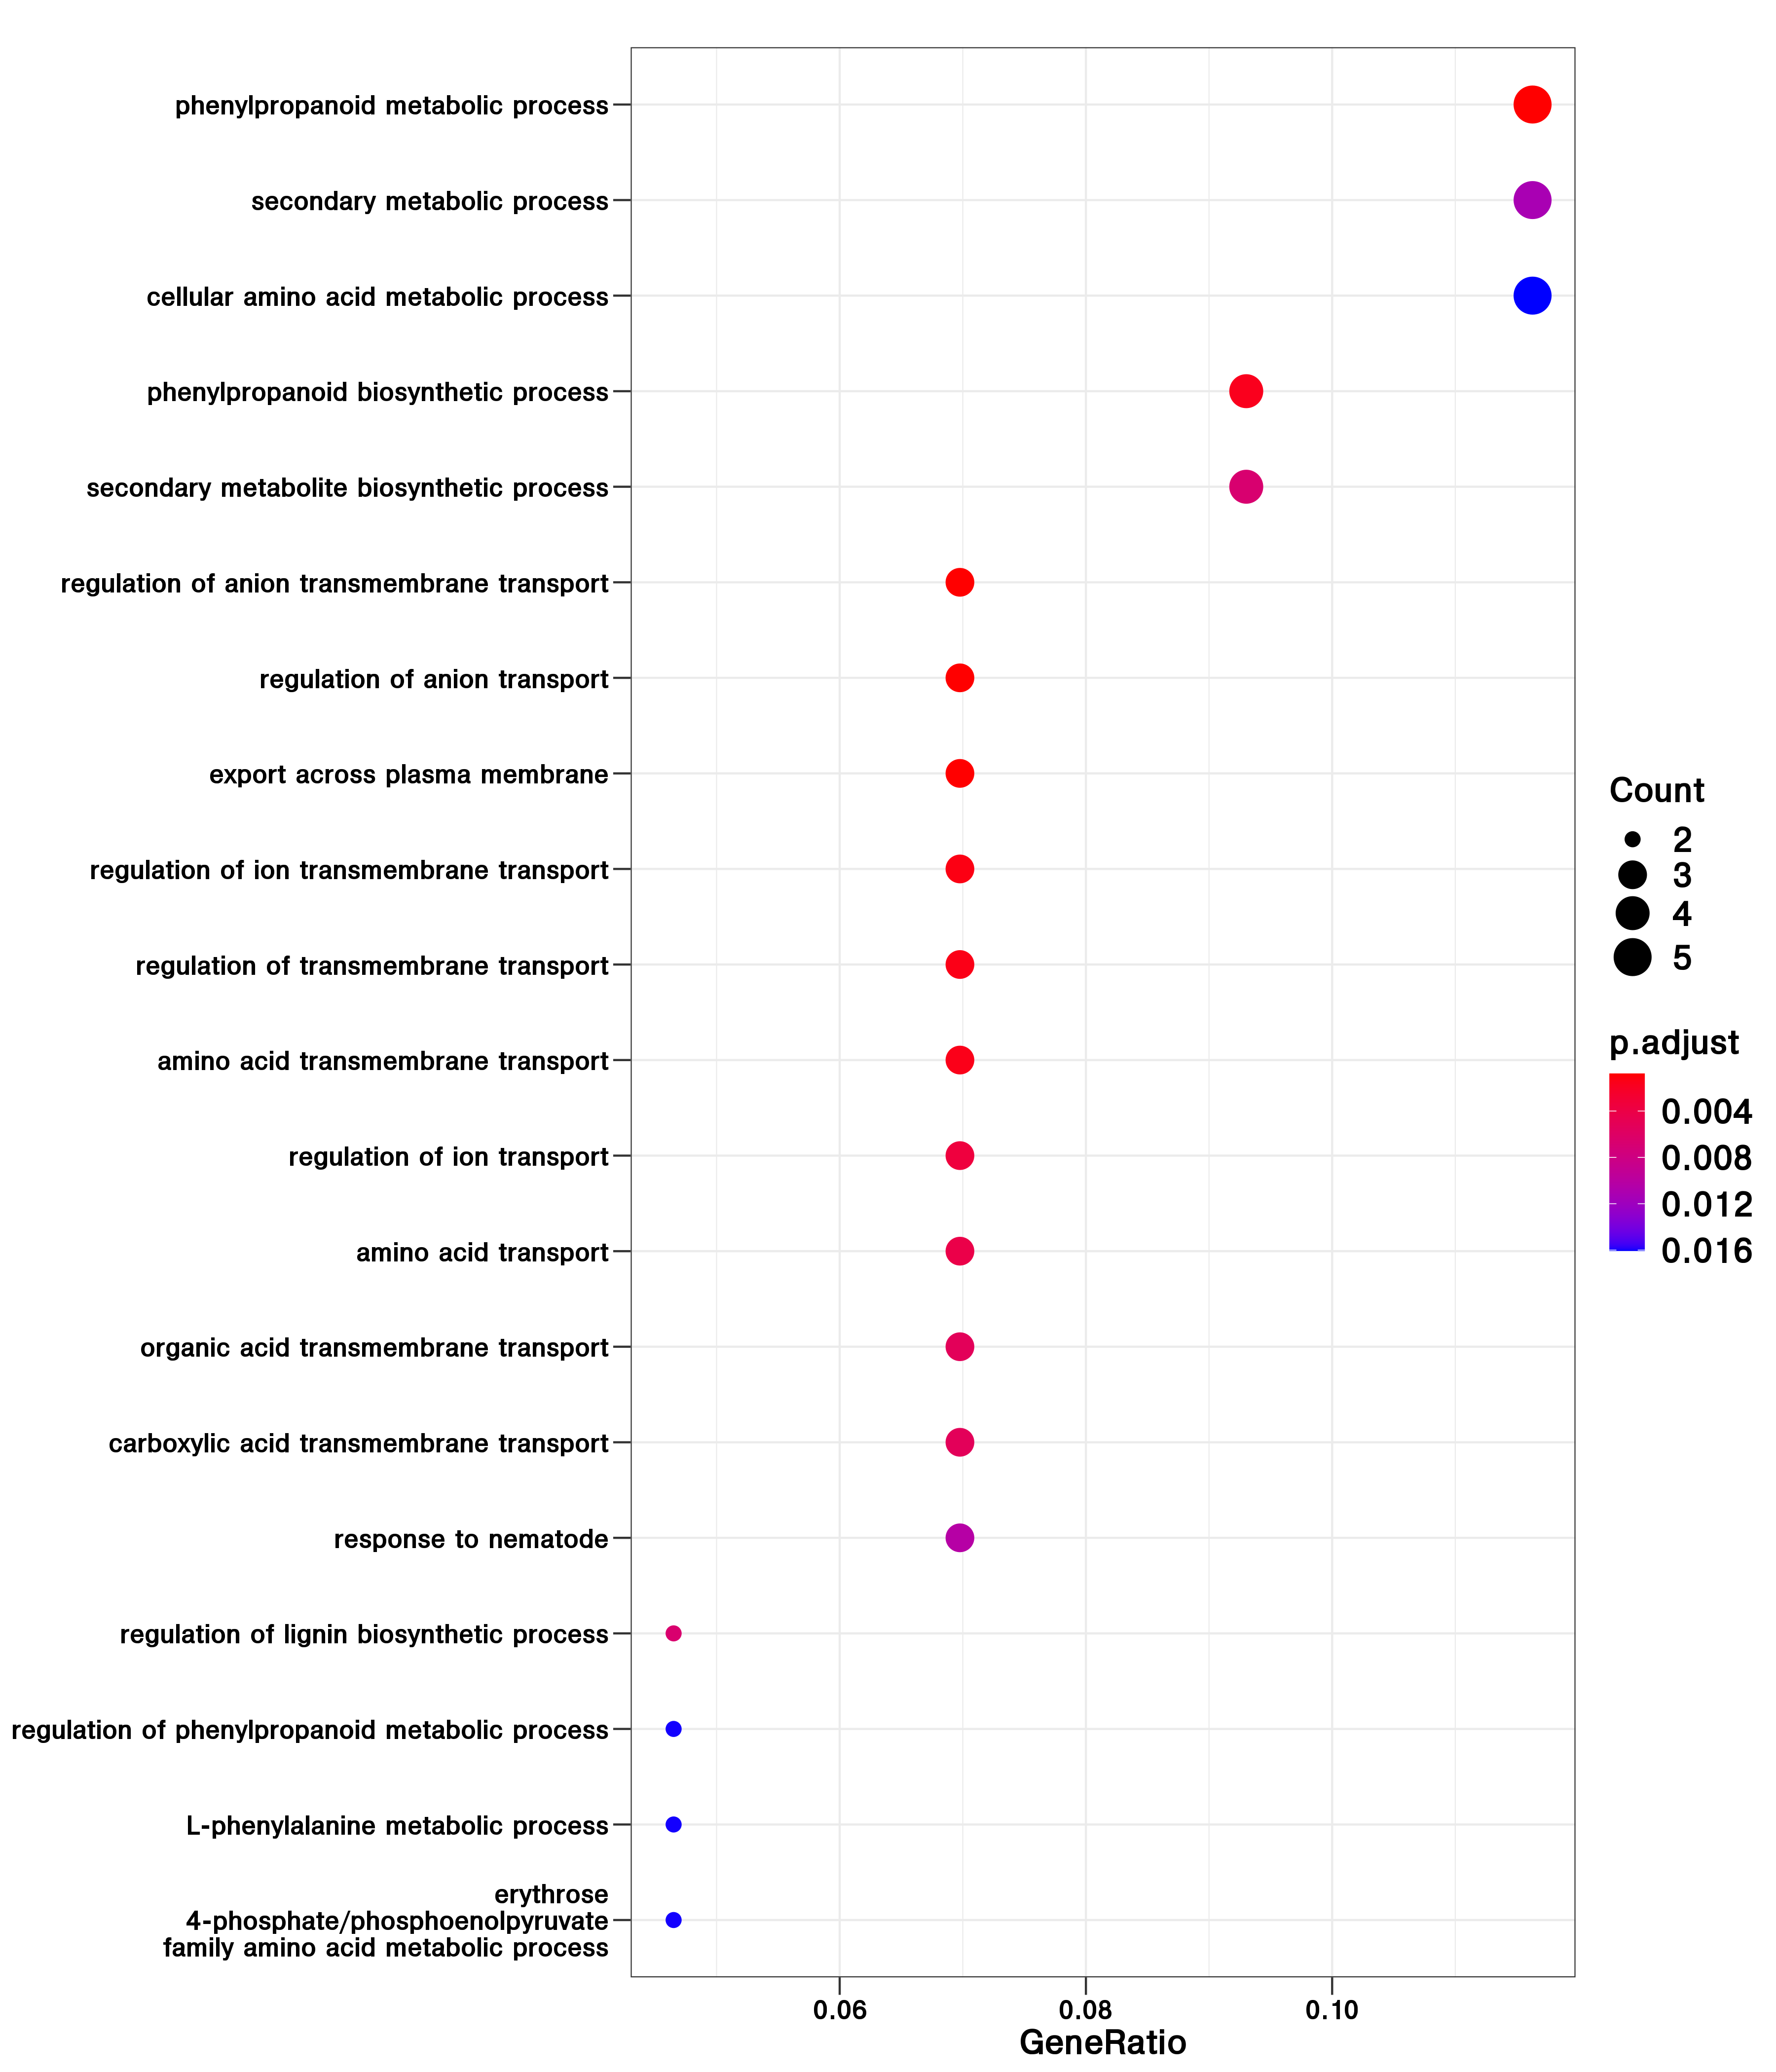 phenylpropanoid metabolic process
secondary metabolic process
cellular amino acid metabolic process
phenylpropanoid biosynthetic process
secondary metabolite biosynthetic process
regulation of anion transmembrane transport
regulation of anion transport
export across plasma membrane
regulation of ion transmembrane transport
regulation of transmembrane transport
amino acid transmembrane transport
regulation of ion transport
amino acid transport
organic acid transmembrane transport
carboxylic acid transmembrane transport
response to nematode
regulation of lignin biosynthetic process
regulation of phenylpropanoid metabolic process
L-phenylalanine metabolic process
erythrose
4-phosphate/phosphoenolpyruvate
family amino acid metabolic process
0.06 0.08 0.10
GeneRatio
Count
2
3
4
5
p.adjust
0.004
0.008
0.012
0.016